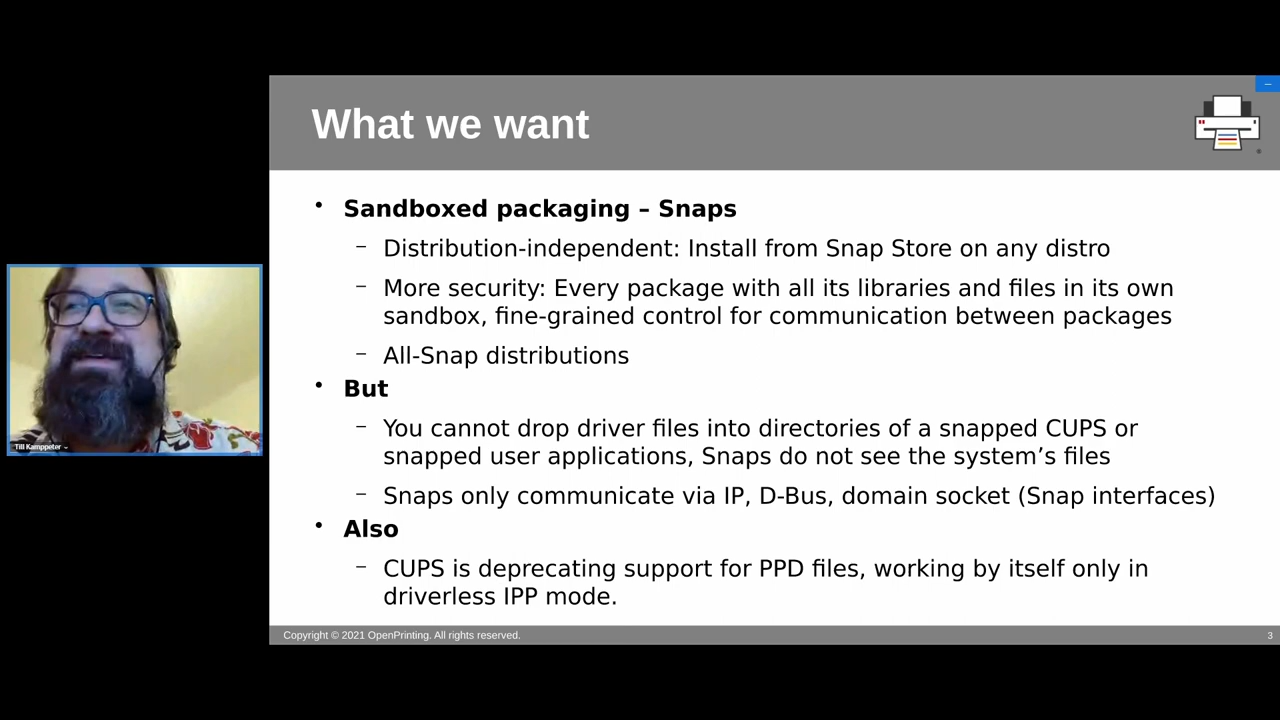 What we want
• Sandboxed packaging – Snaps
– Distribution-independent: Install from Snap Store on any distro
– More security: Every package with all its libraries and files in its own
sandbox, fine-grained control for communication between packages
– All-Snap distributions
• But
– You cannot drop driver files into directories of a snapped CUPS or
snapped user applications, Snaps do not see the system’s files
– Snaps only communicate via IP, D-Bus, domain socket (Snap interfaces)
• Also
– CUPS is deprecating support for PPD files, working by itself only in
driverless IPP mode.
Till Kamppeter
Copyright © 2021 OpenPrinting. All rights reserved.
3